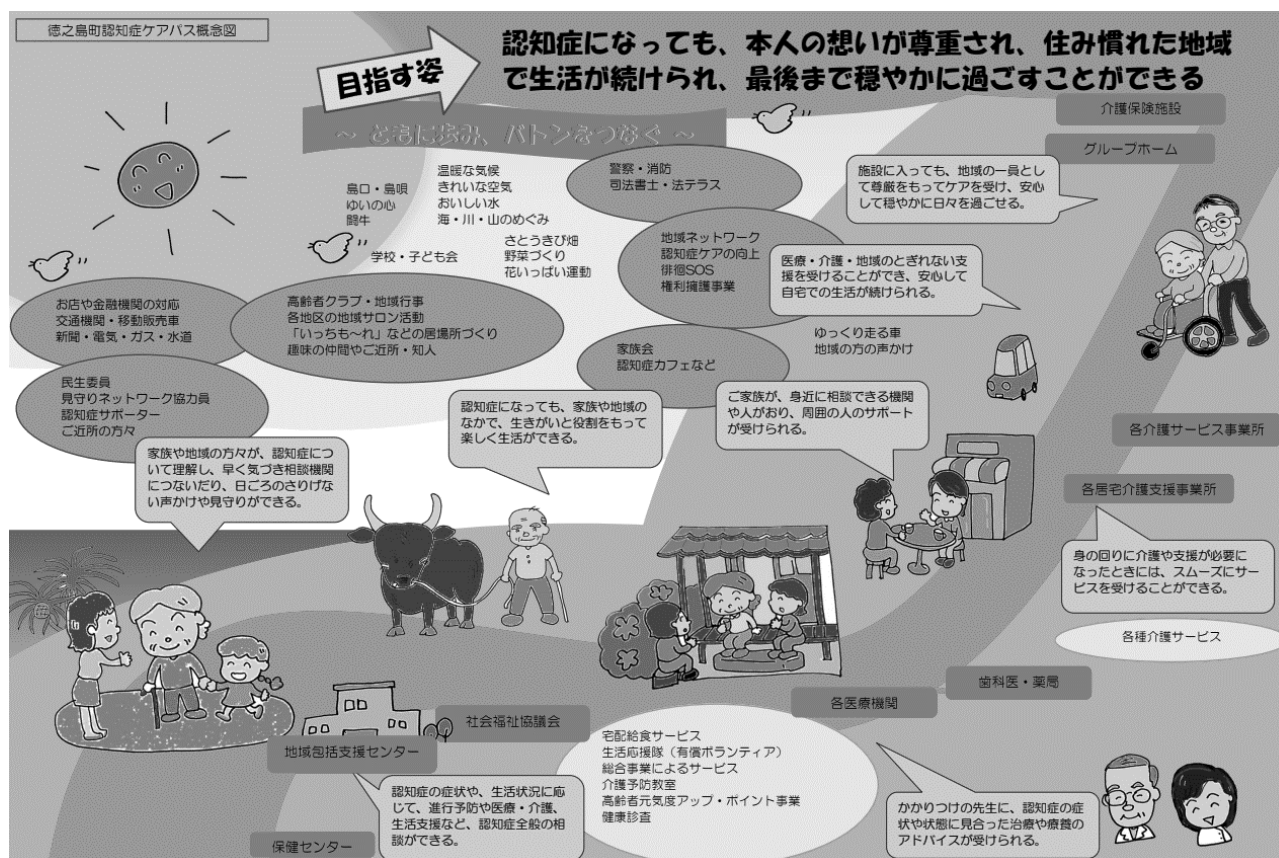 徳之島町認知症ケアパス概念図
目指す姿
認知症になっても、本人の想いが尊重され、住み慣れた地域
で生活が続けられ、最後まで穏やかに過ごすことができる
～ ともに歩み、バトンをつなぐ ～
介護保険施設
グループホーム
施設に入っても、地域の一員とし
て尊厳をもってケアを受け、安心
して穏やかに日々を過ごせる。
警察・消防
司法書士・法テラス
温暖な気候
きれいな空気
おいしい水
海・川・山のめぐみ
島口・島唄
ゆいの心
闘牛
学校・子ども会
さとうきび畑
野菜づくり
花いっぱい運動
地域ネットワーク
認知症ケアの向上
徘徊SOS
権利擁護事業
医療・介護・地域のとぎれない支
援を受けることができ、安心して
自宅での生活が続けられる。
お店や金融機関の対応
交通機関・移動販売車
新聞・電気・ガス・水道
高齢者クラブ・地域行事
各地区の地域サロン活動
「いっちも～れ」などの居場所づくり
趣味の仲間やご近所・知人
家族会
認知症カフェなど
ゆっくり走る車
地域の方の声かけ
民生委員
見守りネットワーク協力員
認知症サポーター
ご近所の方々
認知症になっても、家族や地域の
なかで、生きがいと役割をもって
楽しく生活ができる。
ご家族が、身近に相談できる機関
や人がおり、周囲の人のサポート
が受けられる。
各介護サービス事業所
家族や地域の方々が、認知症につ
いて理解し、早く気づき相談機関
につないだり、日ごろのさりげな
い声かけや見守りができる。
各居宅介護支援事業所
身の回りに介護や支援が必要に
なったときには、スムーズにサー
ビスを受けることができる。
各種介護サービス
歯科医・薬局
各医療機関
社会福祉協議会
地域包括支援センター
宅配給食サービス
生活応援隊（有償ボランティア）
総合事業によるサービス
介護予防教室
高齢者元気度アップ・ポイント事業
健康診査
認知症の症状や、生活状況に応
じて、進行予防や医療・介護、
生活支援など、認知症全般の相
談ができる。
かかりつけの先生に、認知症の症
状や状態に見合った治療や療養の
アドバイスが受けられる。
保健センター